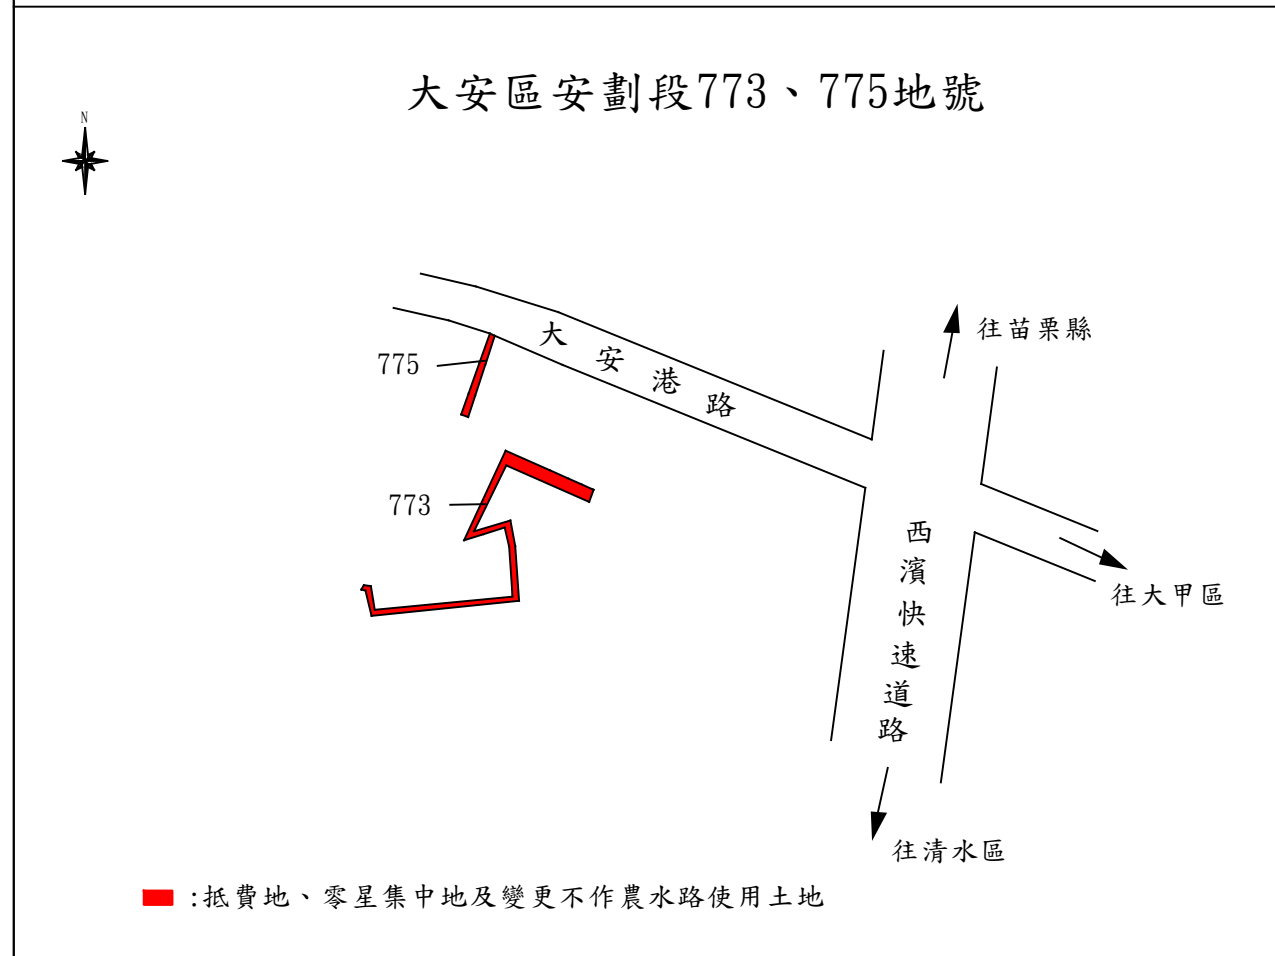 大安區安劃段773、775地號
N
往苗栗縣
大安港路
775
773
西濱快速道路
往大甲區
往清水區
:抵費地、零星集中地及變更不作農水路使用土地